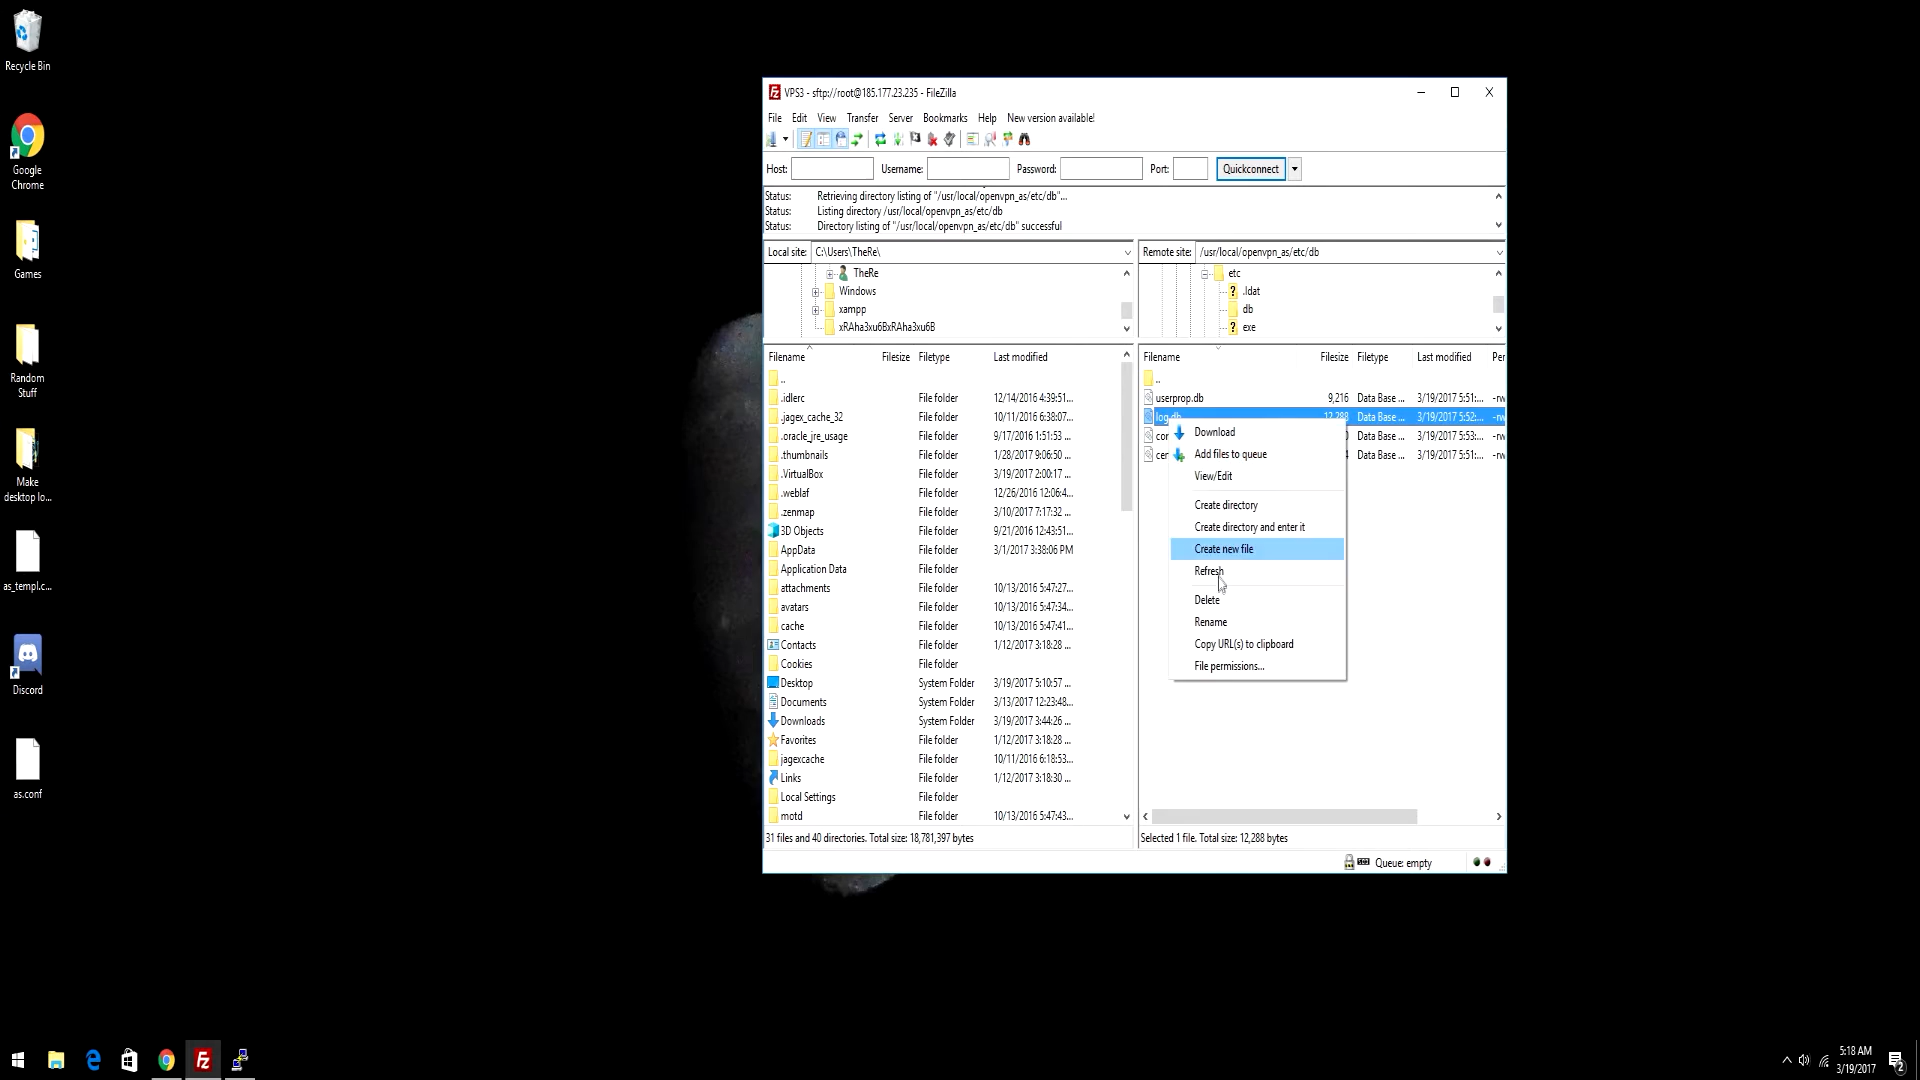 Recycle Bin
Google
Chrome
Games
Random
Stuff
Make
desktop lo...
as_templ.c...
Discord
as.conf
VPS3 - sftp://root@185.177.23.235 - FileZilla
File Edit View Transfer Server Bookmarks Help New version available!
Host: Username: Password: Port: Quickconnect
Status: Retrieving directory listing of "/usr/local/openvpn_as/etc/db"...
Status: Listing directory /usr/local/openvpn_as/etc/db
Status: Directory listing of "/usr/local/openvpn_as/etc/db" successful
Local site: C:\Users\TheRe\
TheRe
Windows
xampp
xRAha3xu6BxRAha3xu6B
Filename Filesize Filetype Last modified
..
.idlerc File folder 12/14/2016 4:39:51...
.jagex_cache_32 File folder 10/11/2016 6:38:07...
.oracle_jre_usage File folder 9/17/2016 1:51:53 ...
.thumbnails File folder 1/28/2017 9:06:50 ...
.VirtualBox File folder 3/19/2017 2:00:17 ...
.weblaf File folder 12/26/2016 12:06:4...
.zenmap File folder 3/1/2017 7:17:32 ...
3D Objects File folder 9/21/2016 12:43:51...
AppData File folder 3/1/2017 3:38:06 PM
Application Data File folder
attachments File folder 10/13/2016 5:47:27...
avatars File folder 10/13/2016 5:47:34...
cache File folder 10/13/2016 5:47:41...
Contacts File folder 1/12/2017 3:18:28 ...
Cookies File folder
Desktop System Folder 3/19/2017 5:10:57 ...
Documents System Folder 3/13/2017 12:23:48...
Downloads System Folder 3/19/2017 3:44:26 ...
Favorites File folder 1/12/2017 3:18:28 ...
jagexcache File folder 10/11/2016 6:18:53...
Links File folder 1/12/2017 3:18:30 ...
Local Settings File folder
motd File folder 10/13/2016 5:47:43...
31 files and 40 directories. Total size: 18,781,397 bytes
Remote site: /usr/local/openvpn_as/etc/db
etc
? .ldat
db
? exe
Filename Filesize Filetype Last modified Per
..
userprop.db 9,216 Data Base ... 3/19/2017 5:51:... -rw
log.db 12,288 Data Base ... 3/19/2017 5:52:... -rw
cor Data Base ... 3/19/2017 5:53:... -rw
cer 4 Data Base ... 3/19/2017 5:51:... -rw
Download
Add files to queue
View/Edit
Create directory
Create directory and enter it
Create new file
Refresh
Delete
Rename
Copy URL(s) to clipboard
File permissions...
Selected 1 file. Total size: 12,288 bytes
Queue: empty
5:18 AM
3/19/2017
2